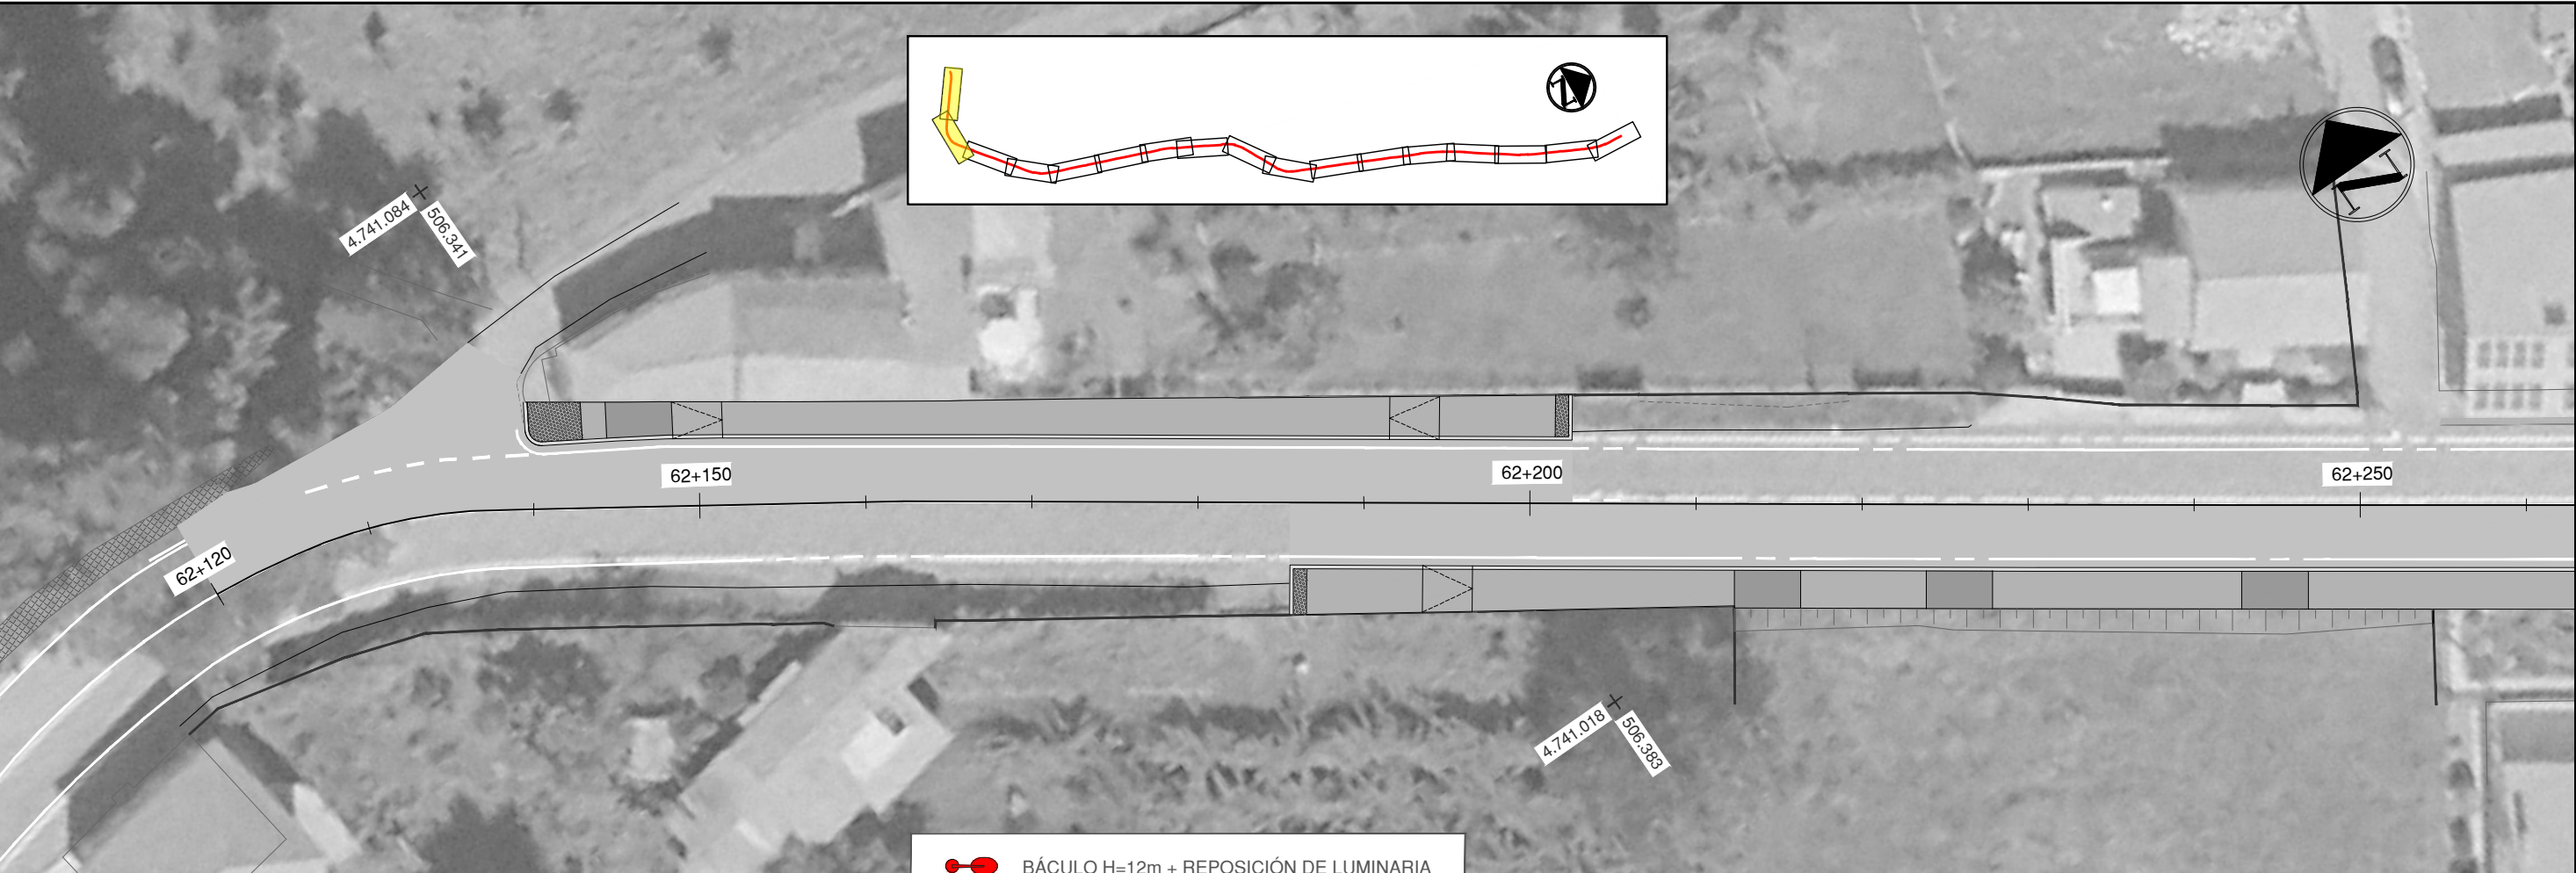 N
N
4.741.084
506.341
62+150
62+200
62+250
62+120
4.741.018
506.383
BÁCULO H=12m + REPOSICIÓN DE LUMINARIA